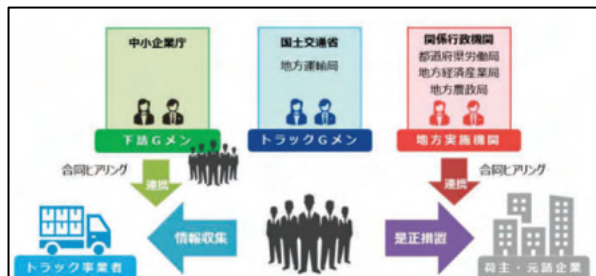 中小企業庁
国土交通省
地方運輸局
関係行政機関
都道府県労働局
地方経済産業局
地方農政局
下請Gメン
トラックGメン
地方実施機関
合同ヒアリング
連携
連携
合同ヒアリング
情報収集
是正措置
トラック事業者
荷主・元請企業